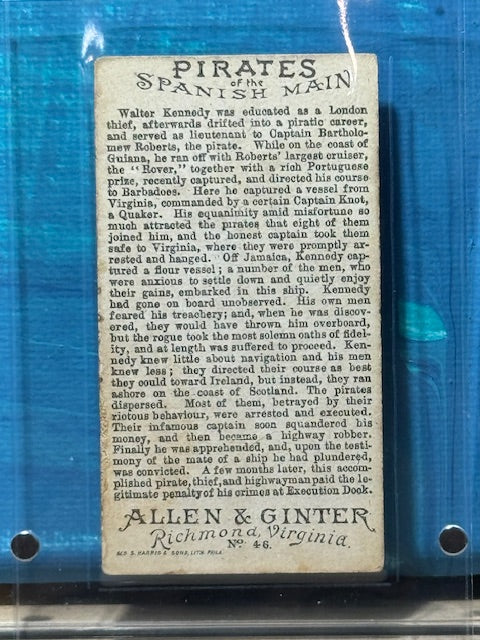 PIRATES
of the
SPANISH MAIN
Walter Kennedy was educated as a London
thief, afterwards drifted into a piratic career,
and served as lieutenant to Captain Bartholo-
mew Roberts, the pirate. While on the coast of
Guiana, he ran off with Roberts' largest cruiser,
the "Rover," together with a rich Portuguese
prize, recently captured, and directed his course
to Barbadoes. Here he captured a vessel from
Virginia, commanded by a certain Captain Knot,
a Quaker. His equanimity amid misfortune so
much attracted the pirates that eight of them
joined him, and the honest captain took them
safe to Virginia, where they were promptly ar-
rested and hanged. Off Jamaica, Kennedy cap-
tured a flour vessel; a number of the men, who
were anxious to settle down and quietly enjoy
their gains, embarked in this ship. Kennedy
had gone on board unobserved. His own men
feared his treachery; and, when he was discov-
ered, they would have thrown him overboard,
but the rogue took the most solemn oaths of fidel-
ity, and at length was suffered to proceed. Ken-
nedy knew little about navigation and his men
knew less; they directed their course as best
they could toward Ireland, but instead, they ran
ashore on the coast of Scotland. The pirates
dispersed. Most of them, betrayed by their
riotous behaviour, were arrested and executed.
Their infamous captain soon squandered his
money, and then became a highway robber.
Finally he was apprehended, and, upon the testi-
mony of the mate of a ship he had plundered,
was convicted. A few months later, this accom-
plished pirate, thief, and highwayman paid the le-
gitimate penalty of his crimes at Execution Dock.
ALLEN & GINTER
Richmond, Virginia.
No. 46.
GEO. S. HARRIS & SONS, LITH. PHILA.